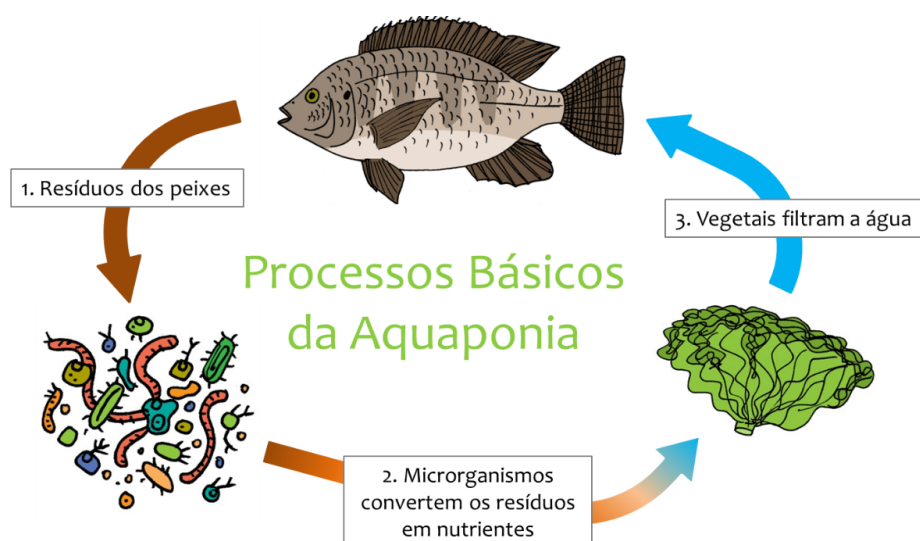 1. Resíduos dos peixes
3. Vegetais filtram a água
Processos Básicos
da Aquaponia
2. Microrganismos
convertem os resíduos
em nutrientes